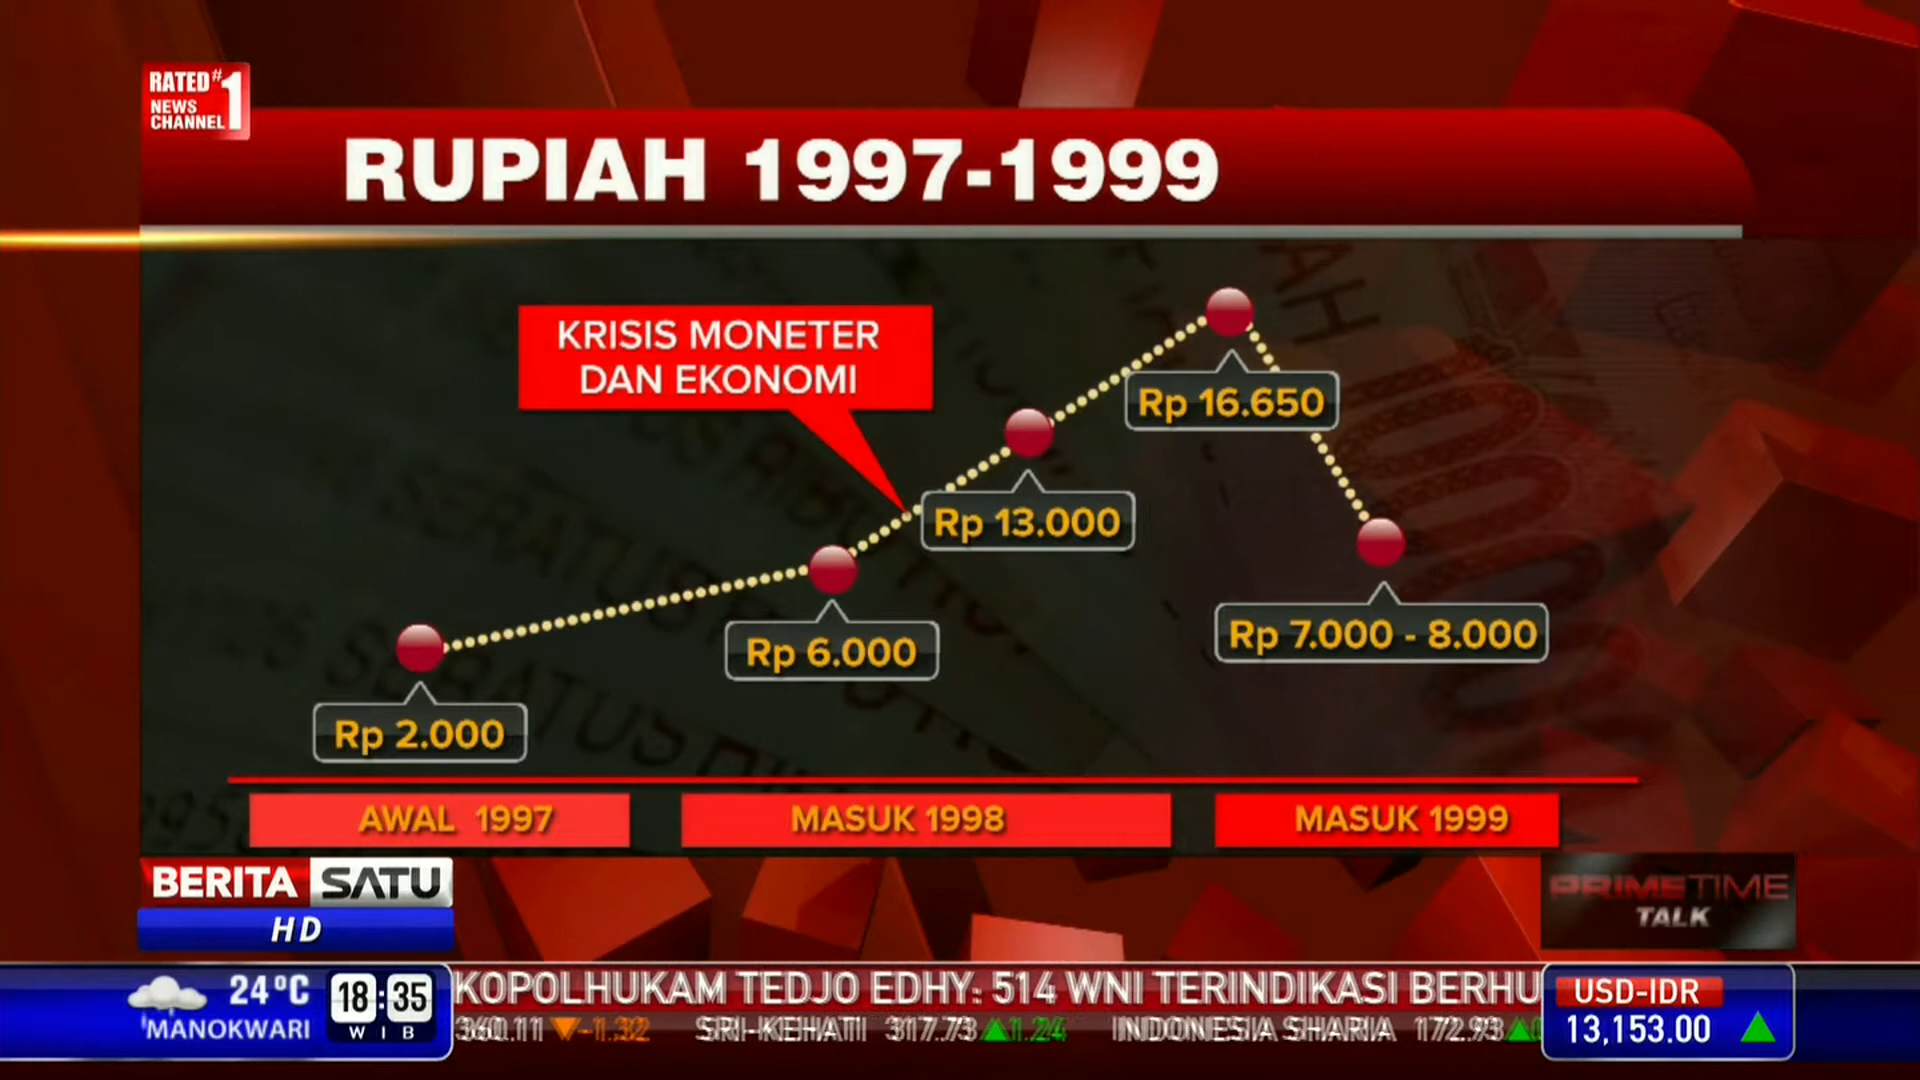 RATED #1
NEWS
CHANNEL
RUPIAH 1997-1999
KRISIS MONETER
DAN EKONOMI
Rp 16.650
Rp 13.000
Rp 7.000 - 8.000
Rp 6.000
Rp 2.000
AWAL 1997
MASUK 1998
MASUK 1999
BERITA SATU
HD
PRIMETIME
TALK
24°C
MANOKWARI
18:35
WIB
KOPOLHUKAM TEDJO EDHY: 514 WNI TERINDIKASI BERHU
360.11 -1.32 SRI-KEHATI 317.73 1.24 INDONESIA SHARIA 172.93
USD-IDR
13,153.00